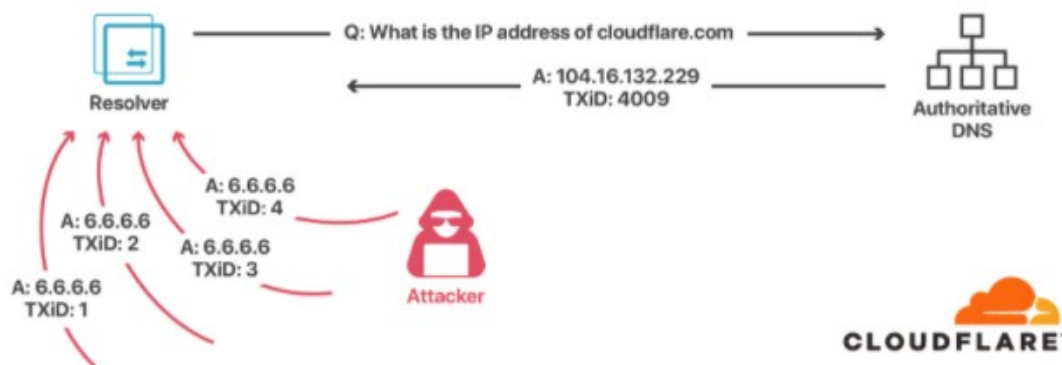 Q: What is the IP address of cloudflare.com
A: 104.16.132.229
TXiD: 4009
Resolver
Authoritative
DNS
A: 6.6.6.6
TXiD: 4
A: 6.6.6.6
TXiD: 2
A: 6.6.6.6
TXiD: 3
A: 6.6.6.6
TXiD: 1
Attacker
CLOUDFLARE